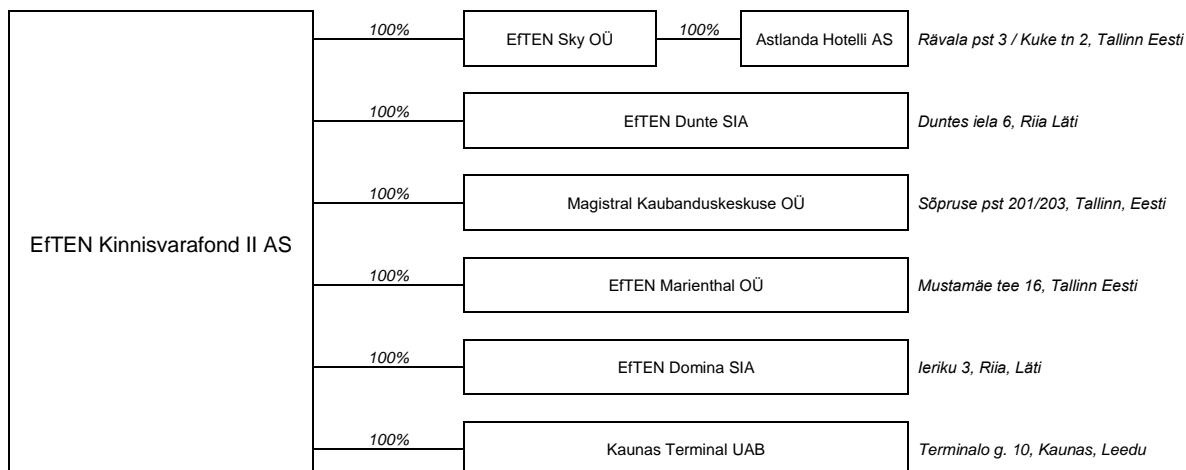 100%
EfTEN Sky OÜ
100%
Astlanda Hotelli AS
Rävala pst 3 / Kuke tn 2, Tallinn Eesti
100%
EfTEN Dunte SIA
Duntes iela 6, Riia Läti
100%
Magistral Kaubanduskeskuse OÜ
Sõpruse pst 201/203, Tallinn, Eesti
EfTEN Kinnisvarafond II AS
100%
EfTEN Marienthal OÜ
Mustamäe tee 16, Tallinn Eesti
100%
EfTEN Domina SIA
Ieriku 3, Riia, Läti
100%
Kaunas Terminal UAB
Terminalo g. 10, Kaunas, Leedu